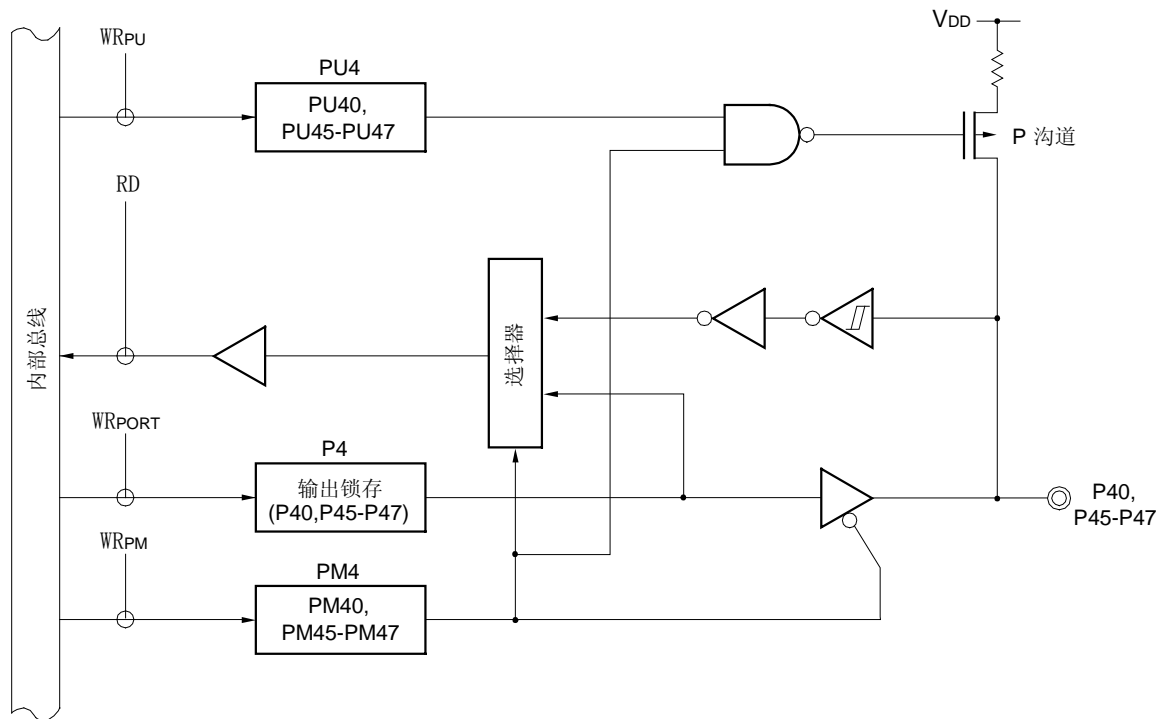 VDD
WRPU
PU4
PU40,
PU45-PU47
P 沟道
RD
内部总线
选择器
WRPORT
P4
输出锁存
(P40,P45-P47)
P40,
P45-P47
WRPM
PM4
PM40,
PM45-PM47